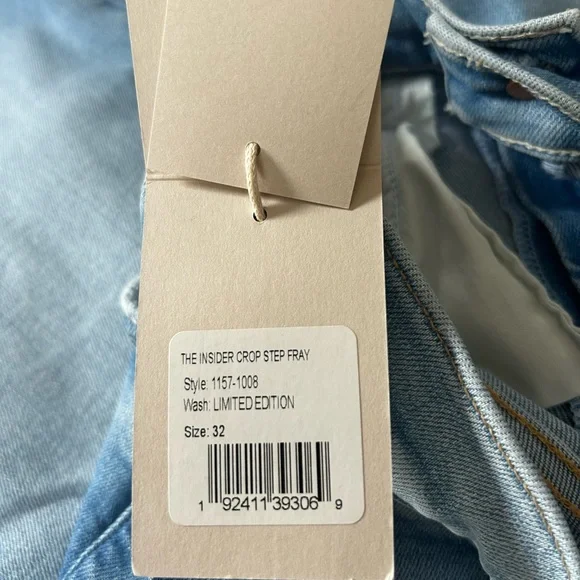 THE INSIDER CROP STEP FRAY
Style: 1157-1008
Wash: LIMITED EDITION
Size: 32
1 92411 39306 9